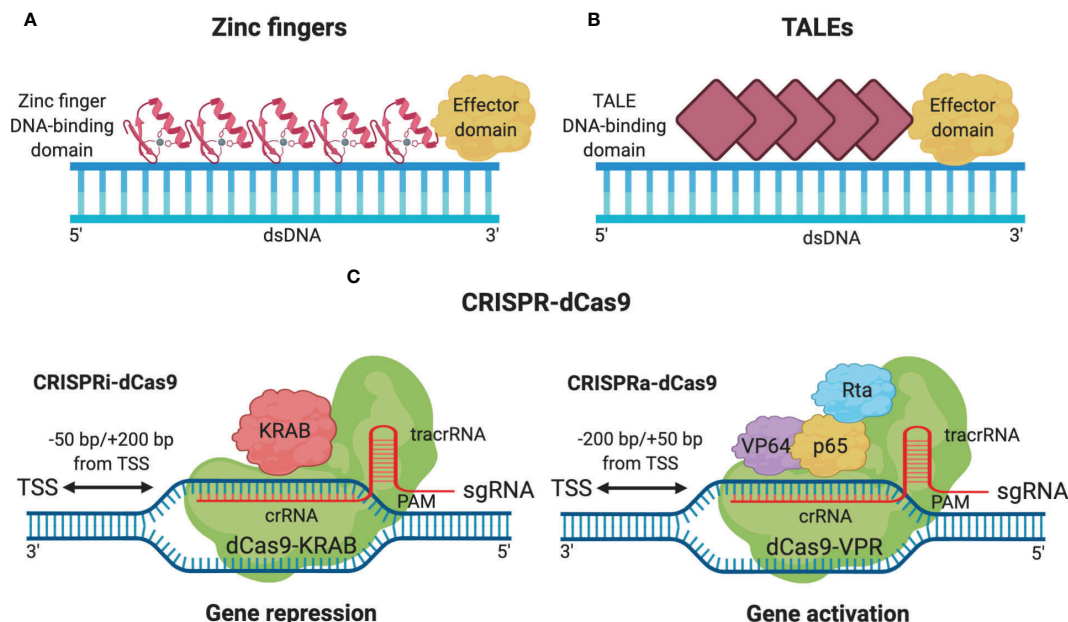 A
Zinc fingers
Zinc finger
DNA-binding
domain
Effector
domain
5'
dsDNA
3'
B
TALEs
TALE
DNA-binding
domain
Effector
domain
5'
dsDNA
3'
C
CRISPR-dCas9
CRISPRi-dCas9
-50 bp/+200 bp
from TSS
TSS
KRAB
tracrRNA
PAM
sgRNA
crRNA
dCas9-KRAB
3'
5'
Gene repression
CRISPRa-dCas9
-200 bp/+50 bp
from TSS
TSS
Rta
VP64
p65
tracrRNA
PAM
sgRNA
crRNA
dCas9-VPR
3'
5'
Gene activation